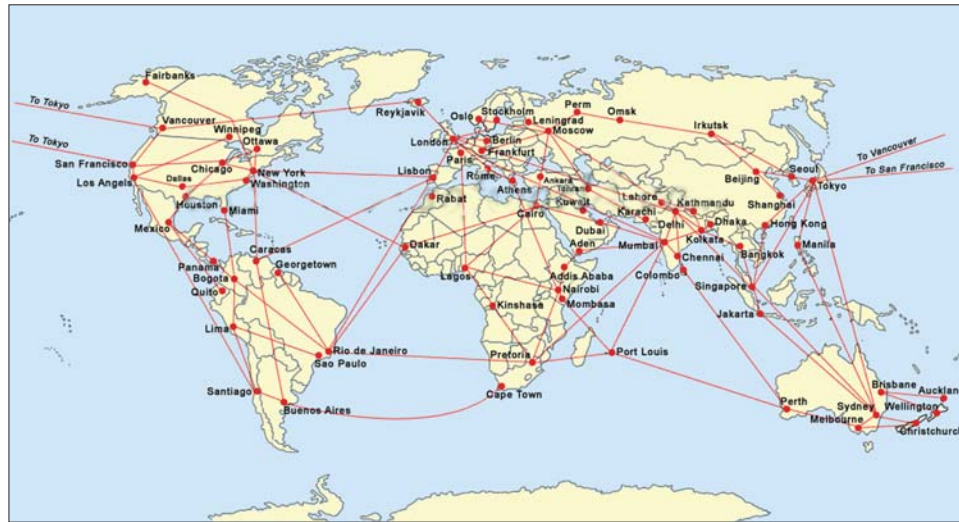 Fairbanks
To Tokyo
Vancouver
Winnipeg
Ottawa
To Tokyo
San Francisco
Los Angels
Chicago
Dallas
Houston
New York
Washington
Miami
Mexico
Panama
Bogota
Quito
Caracas
Georgetown
Lima
Rio de Janeiro
Sao Paulo
Santiago
Buenos Aires
Reykjavik
Oslo
Stockholm
Leningrad
Moscow
London
Berlin
Frankfurt
Paris
Rome
Lisbon
Athens
Ankara
Tahran
Rabat
Cairo
Kuwait
Dubai
Aden
Dakar
Lagos
Addis Ababa
Nairobi
Mombasa
Kinshasa
Pretoria
Cape Town
Port Louis
Perm
Omsk
Irkutsk
Lahore
Kathmandu
Karachi
Delhi
Dhaka
Mumbai
Kolkata
Chennai
Colombo
Bangkok
Beijing
Seoul
Tokyo
Shanghai
Hong Kong
Manila
To Vancouver
To San Francisco
Singapore
Jakarta
Perth
Brisbane
Sydney
Melbourne
Auckland
Wellington
Christchurch